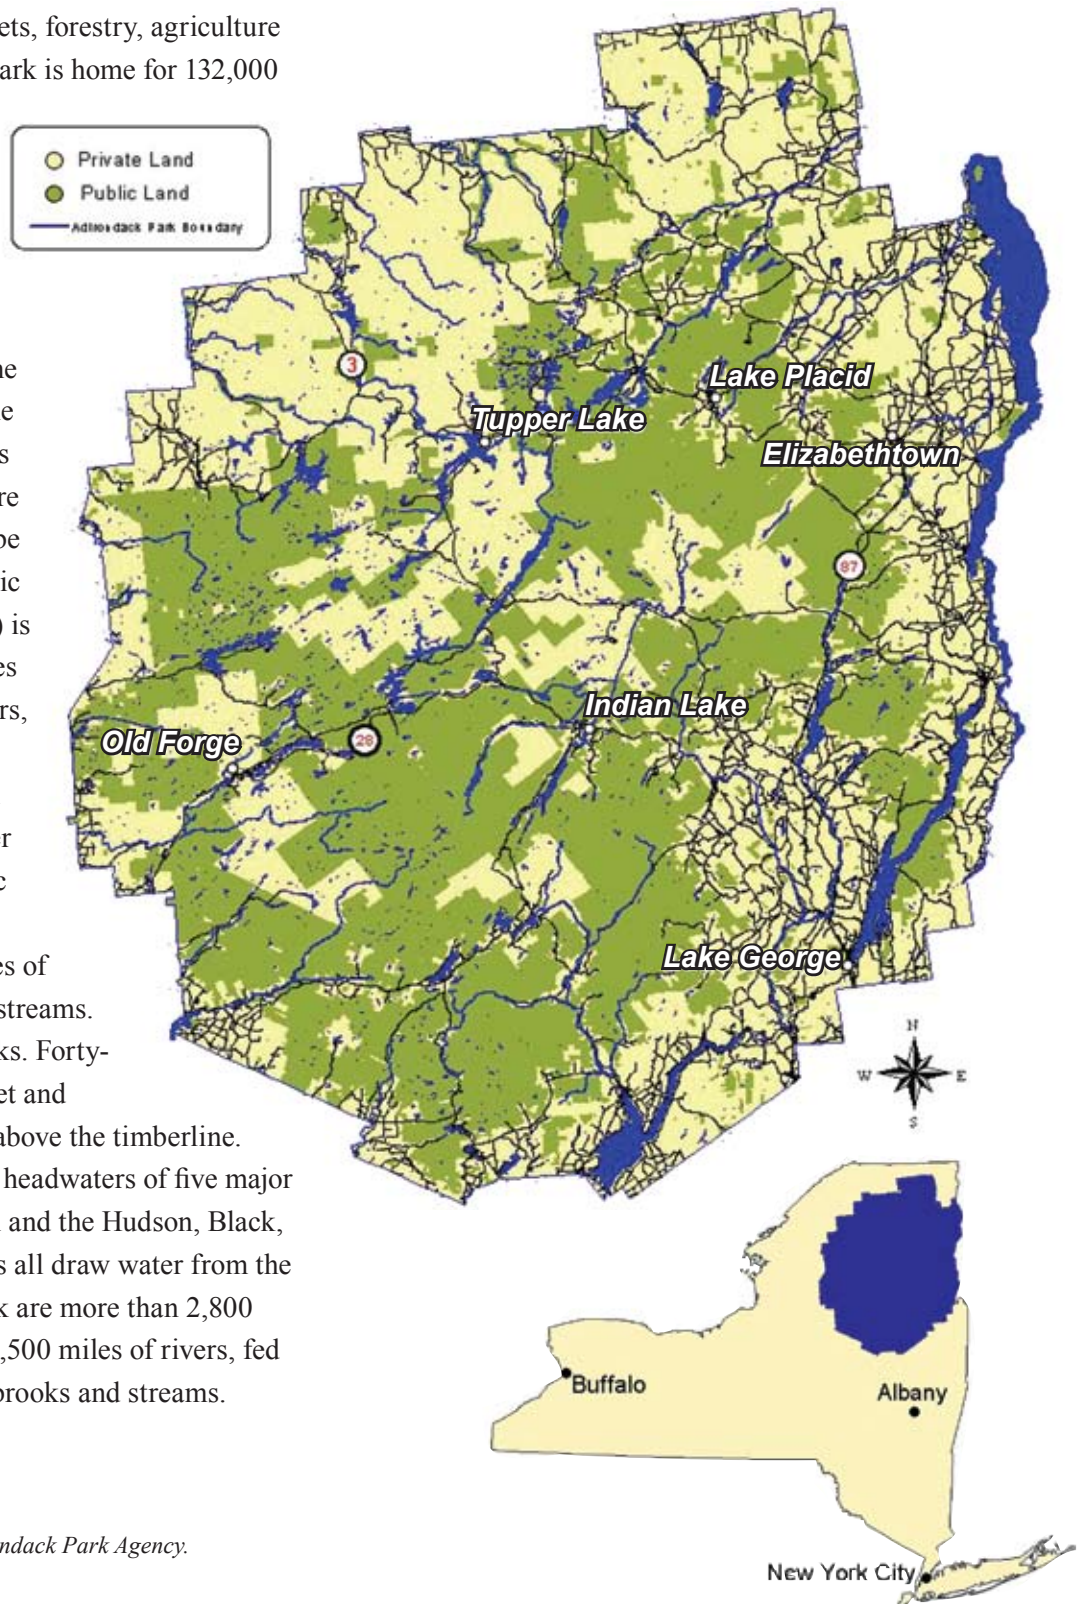 ets, forestry, agriculture
ark is home for 132,000
Private Land
Public Land
Adirondack Park Boundary
3
Lake Placid
Tupper Lake
Elizabethtown
87
Indian Lake
Old Forge
28
Lake George
ne
le
s
re
be
ic
) is
es
rs,
er
c
es of
streams.
ks. Forty-
et and
above the timberline.
headwaters of five major
and the Hudson, Black,
s all draw water from the
k are more than 2,800
,500 miles of rivers, fed
brooks and streams.
N
W E
S
Buffalo
Albany
New York City
ndack Park Agency.